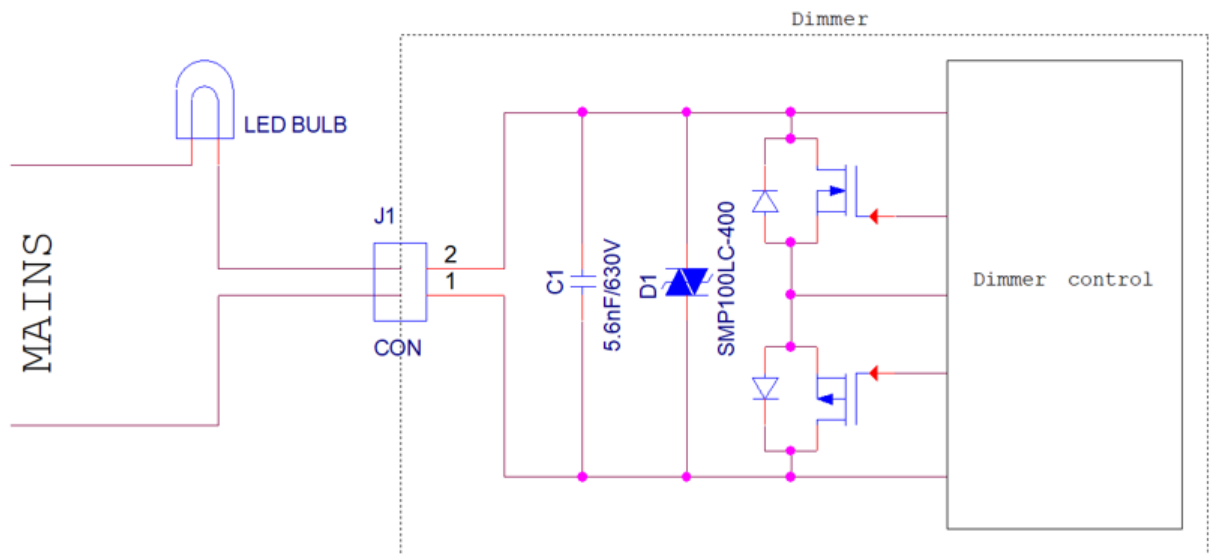 Dimmer
LED BULB
MAINS
J1
2
1
CON
C1
5.6nF/630V
D1
SMP100LC-400
Dimmer control